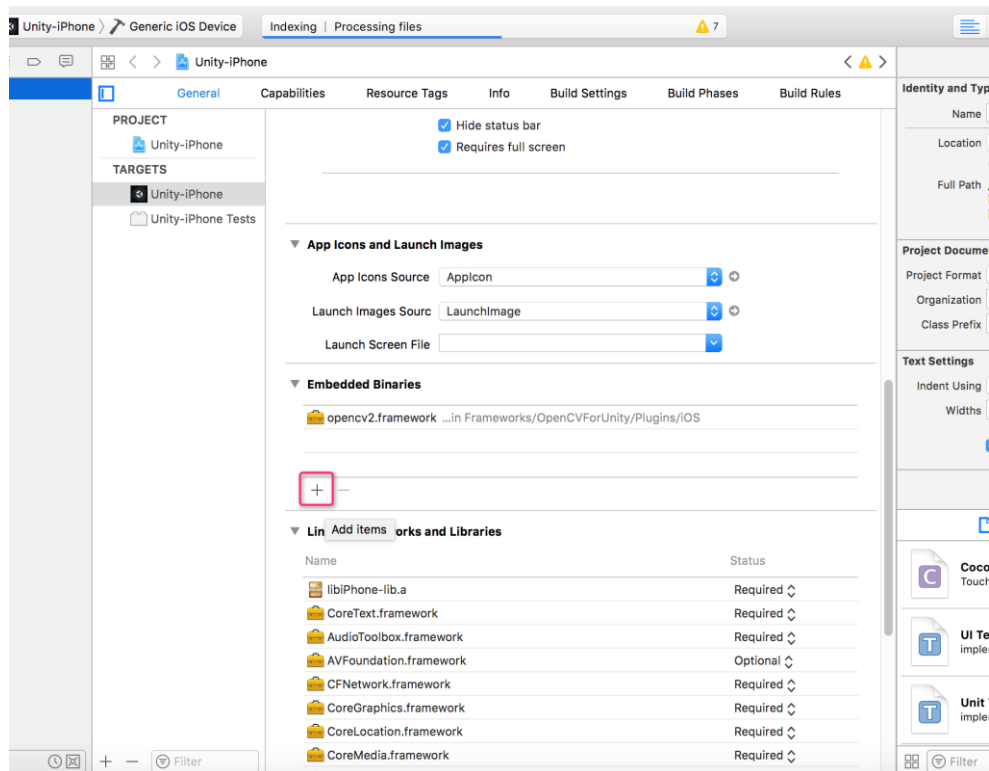 Unity-iPhone Generic iOS Device Indexing | Processing files 7
Unity-iPhone
General Capabilities Resource Tags Info Build Settings Build Phases Build Rules
PROJECT
Unity-iPhone
TARGETS
Unity-iPhone
Unity-iPhone Tests
Hide status bar
Requires full screen
App Icons and Launch Images
App Icons Source AppIcon
Launch Images Sourc LaunchImage
Launch Screen File
Embedded Binaries
opencv2.framework ...in Frameworks/OpenCVForUnity/Plugins/iOS
+ −
Add items
Lin orks and Libraries
Name Status
libiPhone-lib.a Required
CoreText.framework Required
AudioToolbox.framework Required
AVFoundation.framework Optional
CFNetwork.framework Required
CoreGraphics.framework Required
CoreLocation.framework Required
CoreMedia.framework Required
+ − Filter
Identity and Typ
Name
Location
Full Path
Project Docume
Project Format
Organization
Class Prefix
Text Settings
Indent Using
Widths
C
Coco
Touch
T
UI Te
imple
T
Unit
imple
Filter